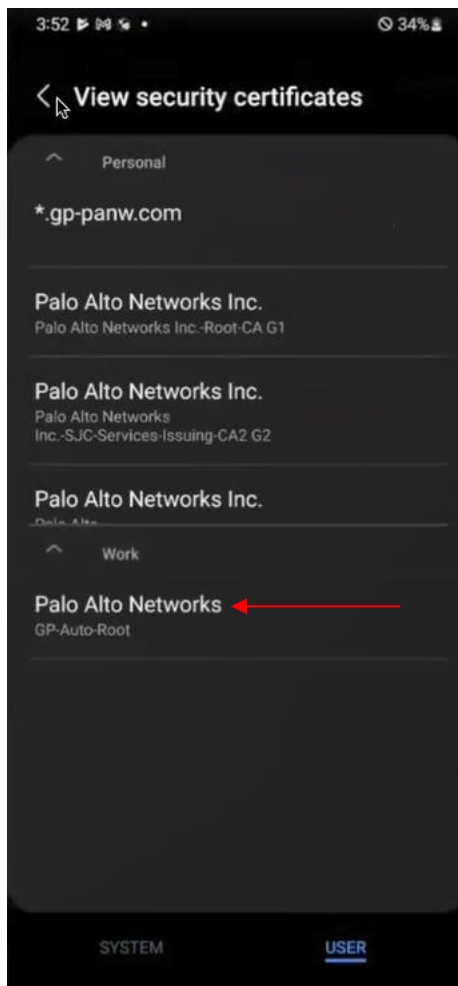 3:52
34%
View security certificates
Personal
*.gp-panw.com
Palo Alto Networks Inc.
Palo Alto Networks Inc.-Root-CA G1
Palo Alto Networks Inc.
Palo Alto Networks
Inc.-SJC-Services-Issuing-CA2 G2
Palo Alto Networks Inc.
Palo Alto
Work
Palo Alto Networks
GP-Auto-Root
SYSTEM
USER